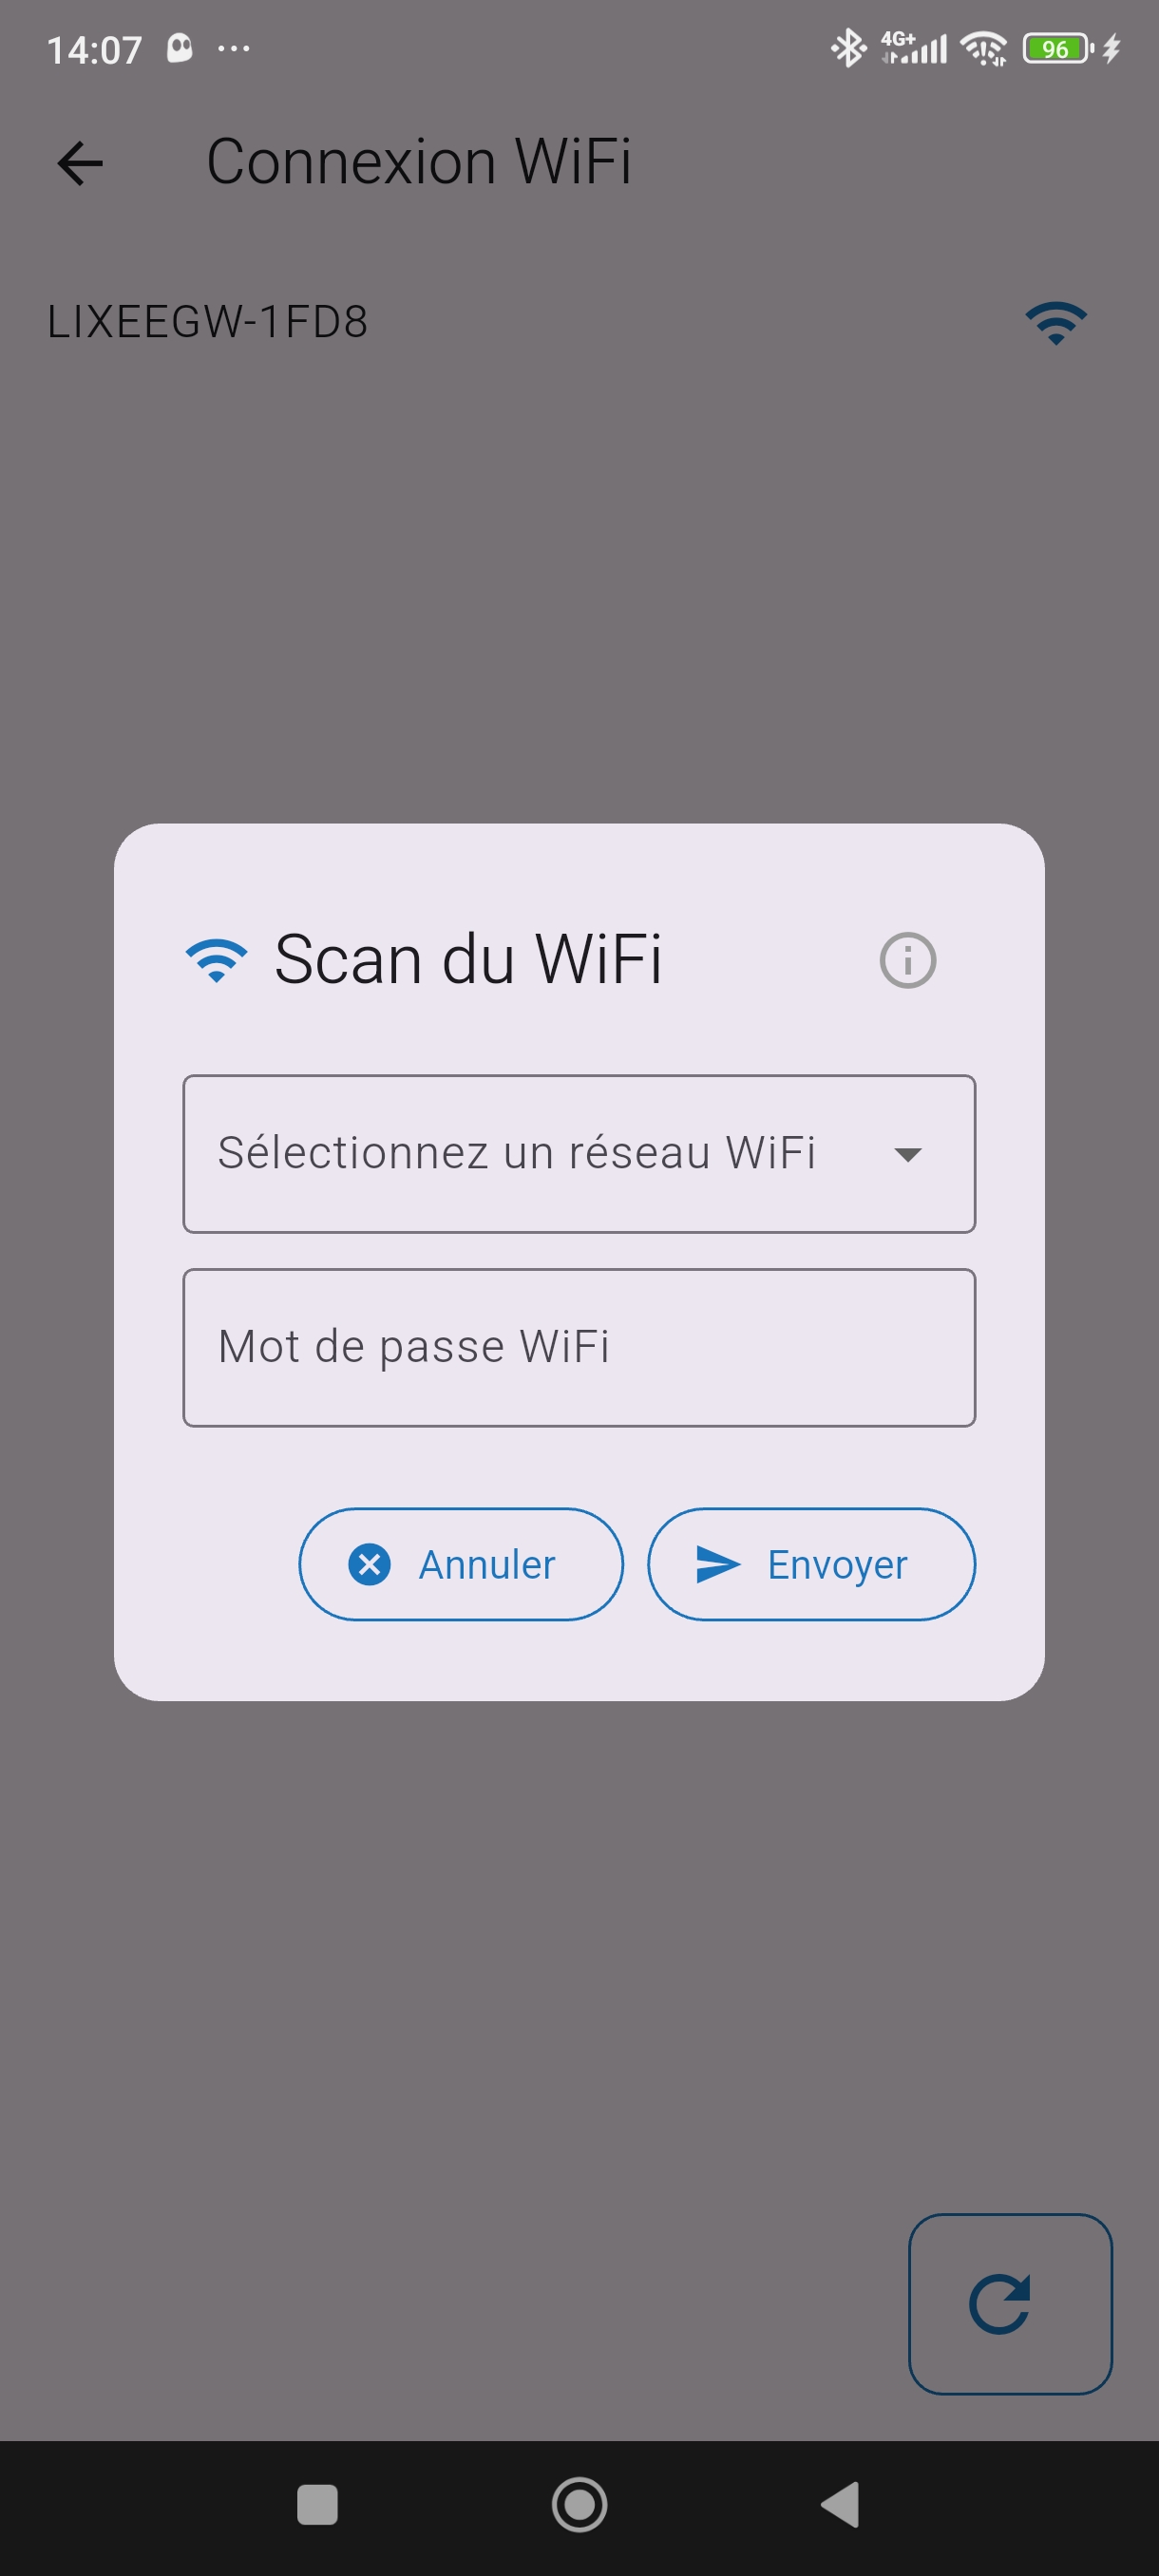 14:07
4G+
96
Connexion WiFi
LIXEEGW-1FD8
Scan du WiFi
Sélectionnez un réseau WiFi
Mot de passe WiFi
Annuler
Envoyer